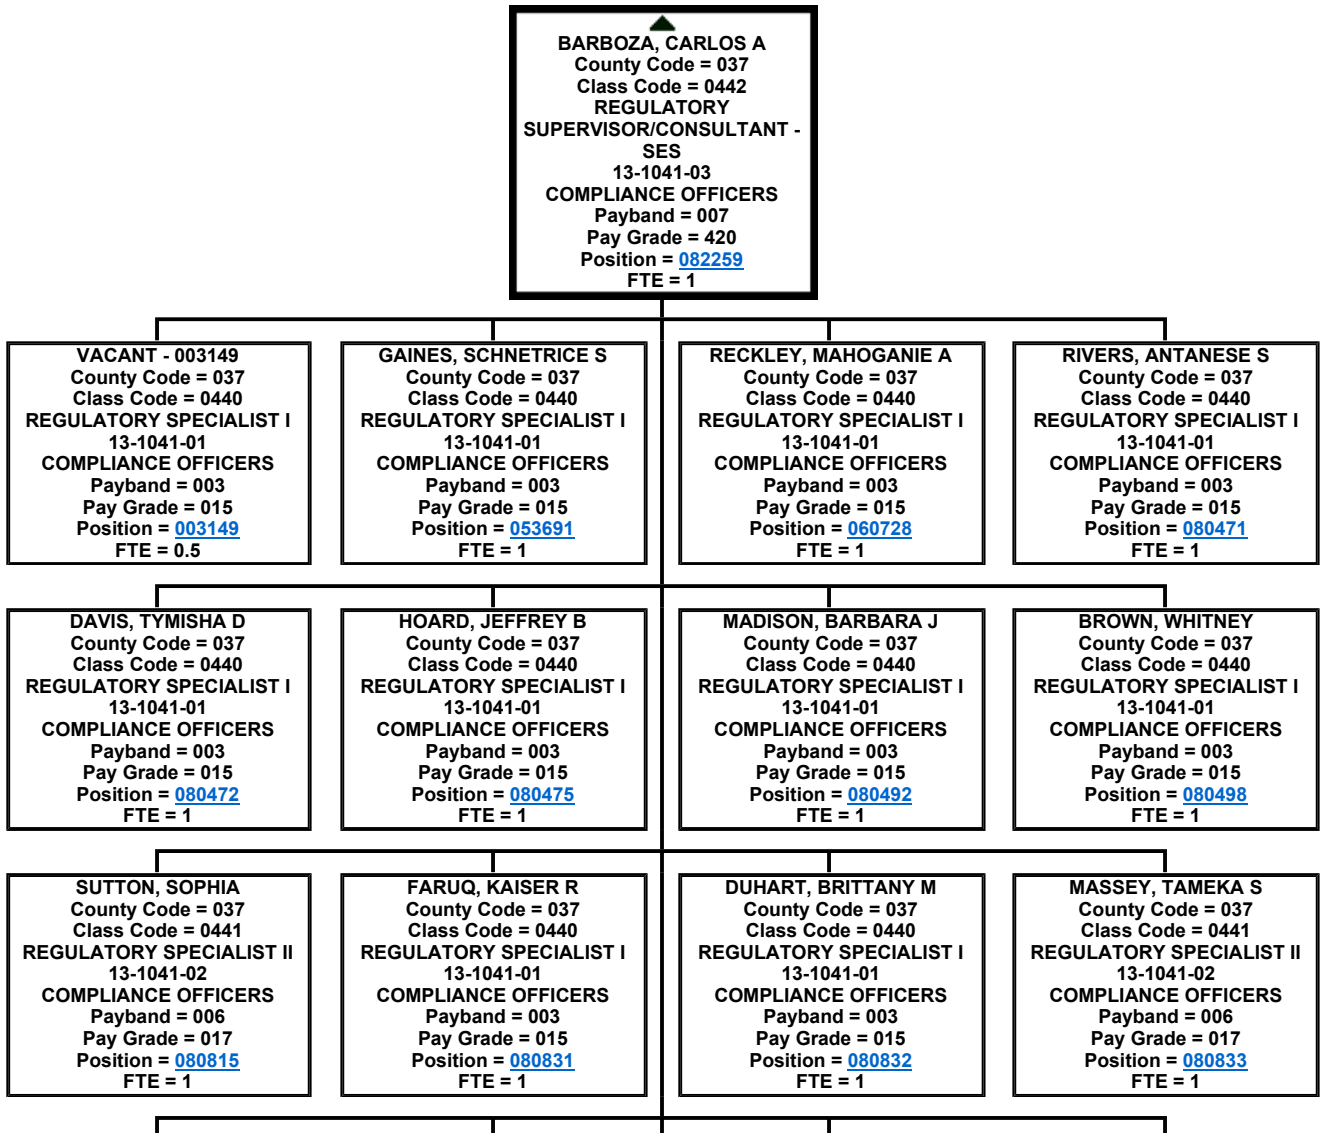 BARBOZA, CARLOS A
County Code = 037
Class Code = 0442
REGULATORY
SUPERVISOR/CONSULTANT -
SES
13-1041-03
COMPLIANCE OFFICERS
Payband = 007
Pay Grade = 420
Position = 082259
FTE = 1
VACANT - 003149
County Code = 037
Class Code = 0440
REGULATORY SPECIALIST I
13-1041-01
COMPLIANCE OFFICERS
Payband = 003
Pay Grade = 015
Position = 003149
FTE = 0.5
GAINES, SCHNETRICE S
County Code = 037
Class Code = 0440
REGULATORY SPECIALIST I
13-1041-01
COMPLIANCE OFFICERS
Payband = 003
Pay Grade = 015
Position = 053691
FTE = 1
RECKLEY, MAHOGANIE A
County Code = 037
Class Code = 0440
REGULATORY SPECIALIST I
13-1041-01
COMPLIANCE OFFICERS
Payband = 003
Pay Grade = 015
Position = 060728
FTE = 1
RIVERS, ANTANESE S
County Code = 037
Class Code = 0440
REGULATORY SPECIALIST I
13-1041-01
COMPLIANCE OFFICERS
Payband = 003
Pay Grade = 015
Position = 080471
FTE = 1
DAVIS, TYMISHA D
County Code = 037
Class Code = 0440
REGULATORY SPECIALIST I
13-1041-01
COMPLIANCE OFFICERS
Payband = 003
Pay Grade = 015
Position = 080472
FTE = 1
HOARD, JEFFREY B
County Code = 037
Class Code = 0440
REGULATORY SPECIALIST I
13-1041-01
COMPLIANCE OFFICERS
Payband = 003
Pay Grade = 015
Position = 080475
FTE = 1
MADISON, BARBARA J
County Code = 037
Class Code = 0440
REGULATORY SPECIALIST I
13-1041-01
COMPLIANCE OFFICERS
Payband = 003
Pay Grade = 015
Position = 080492
FTE = 1
BROWN, WHITNEY
County Code = 037
Class Code = 0440
REGULATORY SPECIALIST I
13-1041-01
COMPLIANCE OFFICERS
Payband = 003
Pay Grade = 015
Position = 080498
FTE = 1
SUTTON, SOPHIA
County Code = 037
Class Code = 0441
REGULATORY SPECIALIST II
13-1041-02
COMPLIANCE OFFICERS
Payband = 006
Pay Grade = 017
Position = 080815
FTE = 1
FARUQ, KAISER R
County Code = 037
Class Code = 0440
REGULATORY SPECIALIST I
13-1041-01
COMPLIANCE OFFICERS
Payband = 003
Pay Grade = 015
Position = 080831
FTE = 1
DUHART, BRITTANY M
County Code = 037
Class Code = 0440
REGULATORY SPECIALIST I
13-1041-01
COMPLIANCE OFFICERS
Payband = 003
Pay Grade = 015
Position = 080832
FTE = 1
MASSEY, TAMEKA S
County Code = 037
Class Code = 0441
REGULATORY SPECIALIST II
13-1041-02
COMPLIANCE OFFICERS
Payband = 006
Pay Grade = 017
Position = 080833
FTE = 1